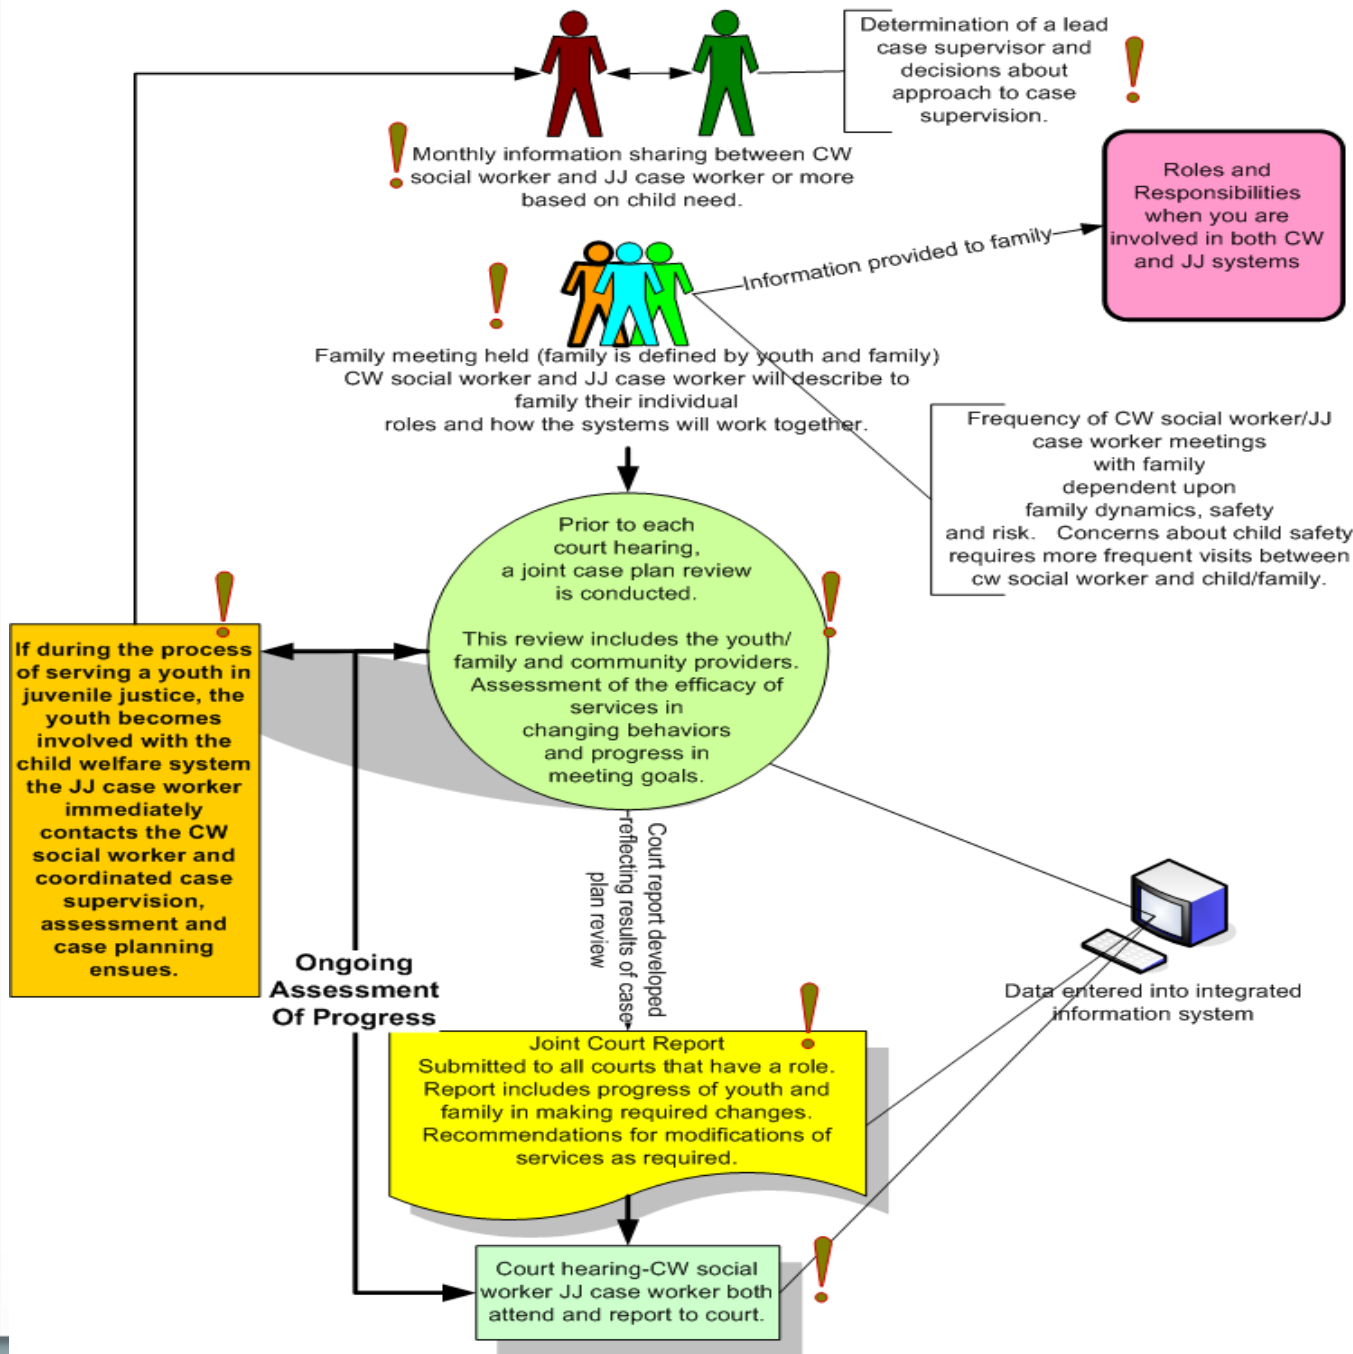 Determination of a lead
case supervisor and
decisions about
approach to case
supervision.
Monthly information sharing between CW
social worker and JJ case worker or more
based on child need.
Roles and
Responsibilities
when you are
involved in both CW
and JJ systems
Information provided to family
Family meeting held (family is defined by youth and family)
CW social worker and JJ case worker will describe to
family their individual
roles and how the systems will work together.
Frequency of CW social worker/JJ
case worker meetings
with family
dependent upon
family dynamics, safety
and risk. Concerns about child safety
requires more frequent visits between
cw social worker and child/family.
Prior to each
court hearing,
a joint case plan review
is conducted.
This review includes the youth/
family and community providers.
Assessment of the efficacy of
services in
changing behaviors
and progress in
meeting goals.
If during the process
of serving a youth in
juvenile justice, the
youth becomes
involved with the
child welfare system
the JJ case worker
immediately
contacts the CW
social worker and
coordinated case
supervision,
assessment and
case planning
ensues.
Ongoing
Assessment
Of Progress
Court report developed
reflecting results of case
plan review
Data entered into integrated
information system
Joint Court Report
Submitted to all courts that have a role.
Report includes progress of youth and
family in making required changes.
Recommendations for modifications of
services as required.
Court hearing-CW social
worker JJ case worker both
attend and report to court.